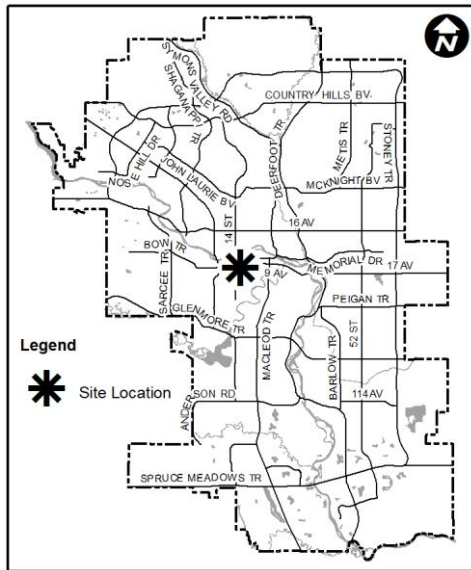 N
SYMONS VALLEY RD
SHAGANAPPI TR
COUNTRY HILLS BV
DEERFOOT TR
METIS TR
STONEY TR
NOSE HILL DR
JOHN LAURIE BV
MCKNIGHT BV
14 ST
16 AV
BOW TR
SARCEE TR
9 AV
MEMORIAL DR
17 AV
PEIGAN TR
GLENMORE TR
MACLEOD TR
BARLOW TR
52 ST
114 AV
ANDERSON RD
SPRUCE MEADOWS TR
Legend
Site Location